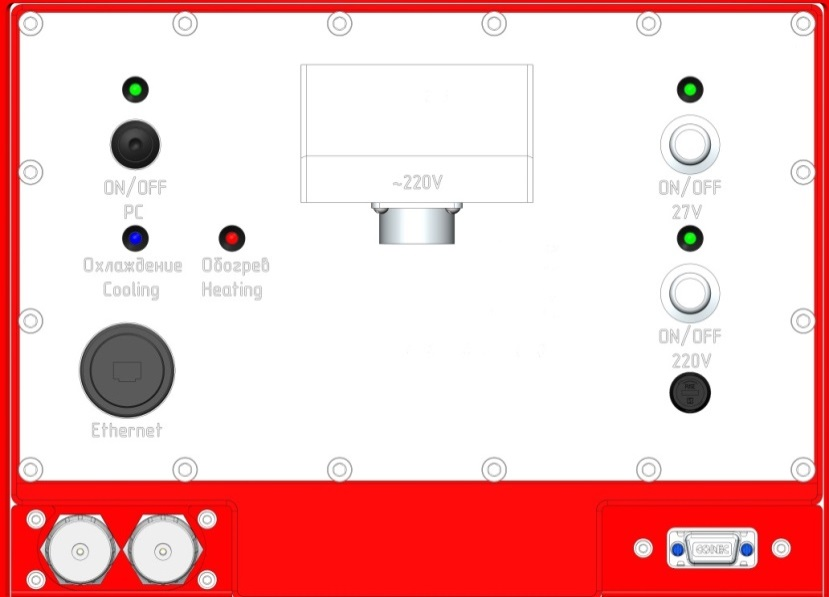 ~220V
ON/OFF
PC
ON/OFF
27V
Охлаждение
Cooling
Обогрев
Heating
ON/OFF
220V
Ethernet